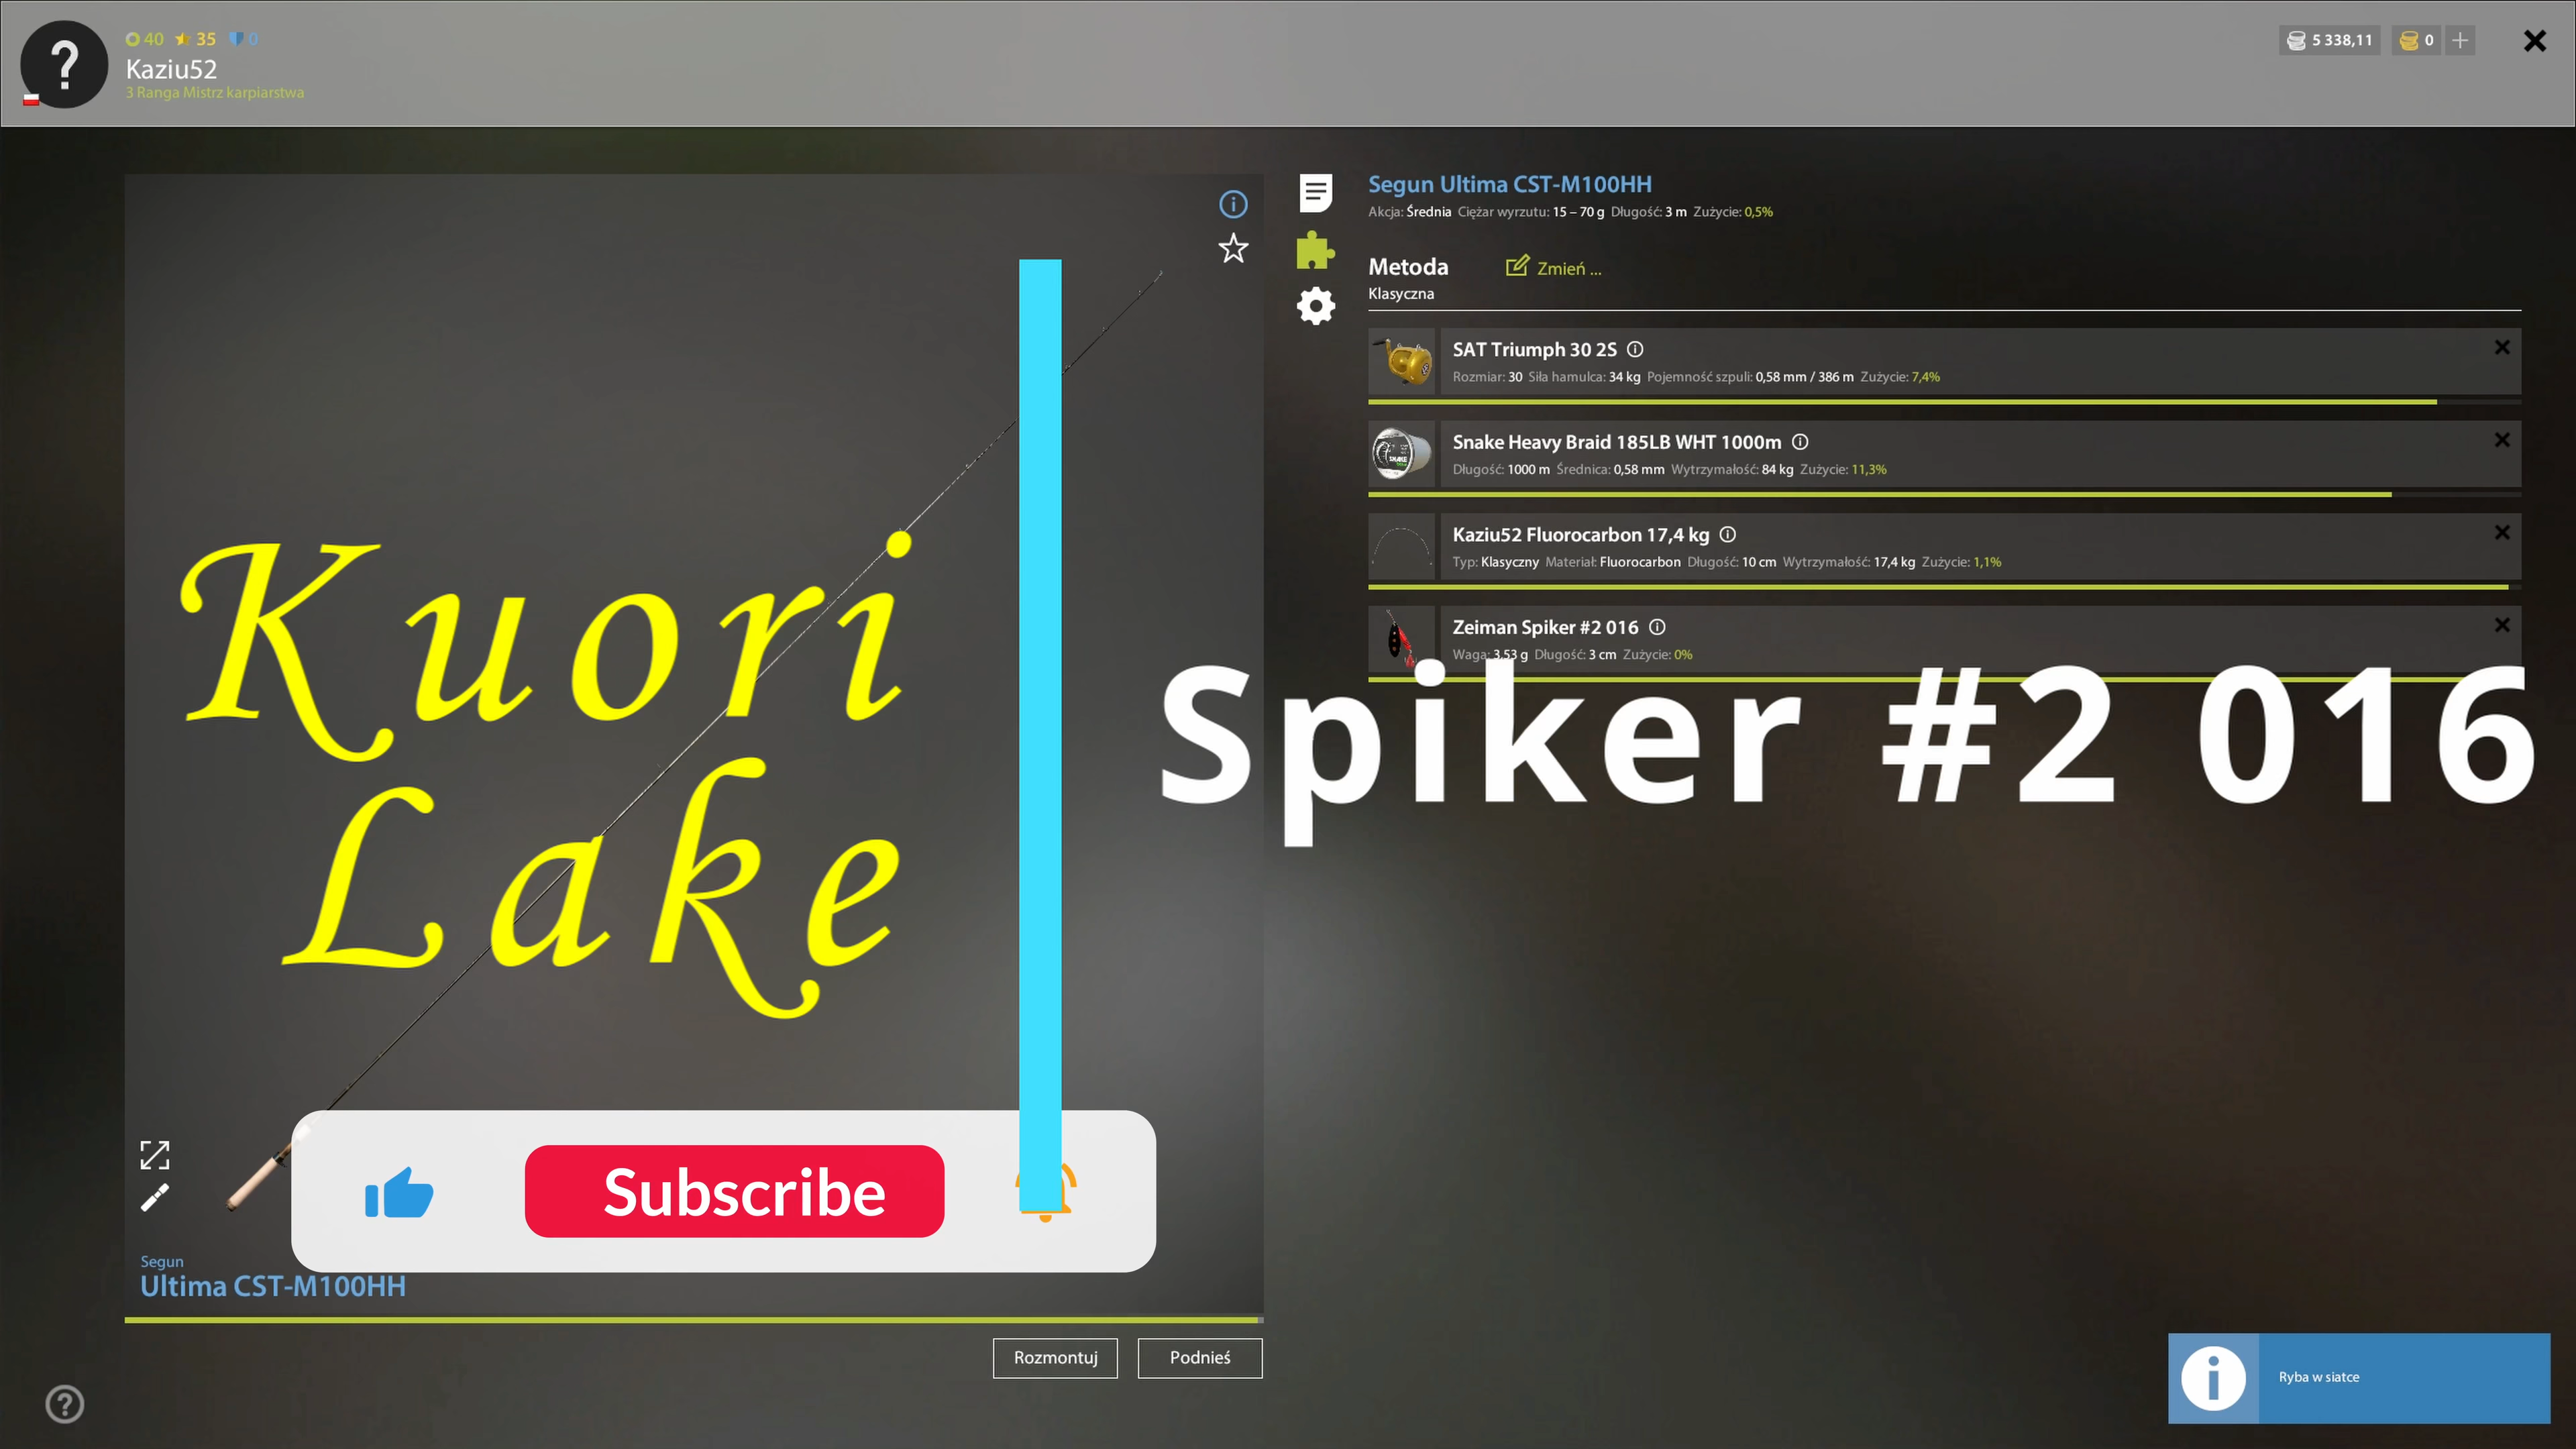 40 35 0
Kaziu52
3 Ranga Mistrz karpiarstwa
5 338,11 0
Segun Ultima CST-M100HH
Akcja: Średnia Ciężar wyrzutu: 15 – 70 g Długość: 3 m Zużycie: 0,5%
Metoda Zmień ...
Klasyczna
SAT Triumph 30 2S
Rozmiar: 30 Siła hamulca: 34 kg Pojemność szpuli: 0,58 mm / 386 m Zużycie: 7,4%
Snake Heavy Braid 185LB WHT 1000m
Długość: 1000 m Średnica: 0,58 mm Wytrzymałość: 84 kg Zużycie: 11,3%
Kaziu52 Fluorocarbon 17,4 kg
Typ: Klasyczny Materiał: Fluorocarbon Długość: 10 cm Wytrzymałość: 17,4 kg Zużycie: 1,1%
Zeiman Spiker #2 016
Waga: 3,53 g Długość: 3 cm Zużycie: 0%
Kuori
Lake
Spiker #2 016
Subscribe
Segun
Ultima CST-M100HH
Rozmontuj Podnieś
Ryba w siatce